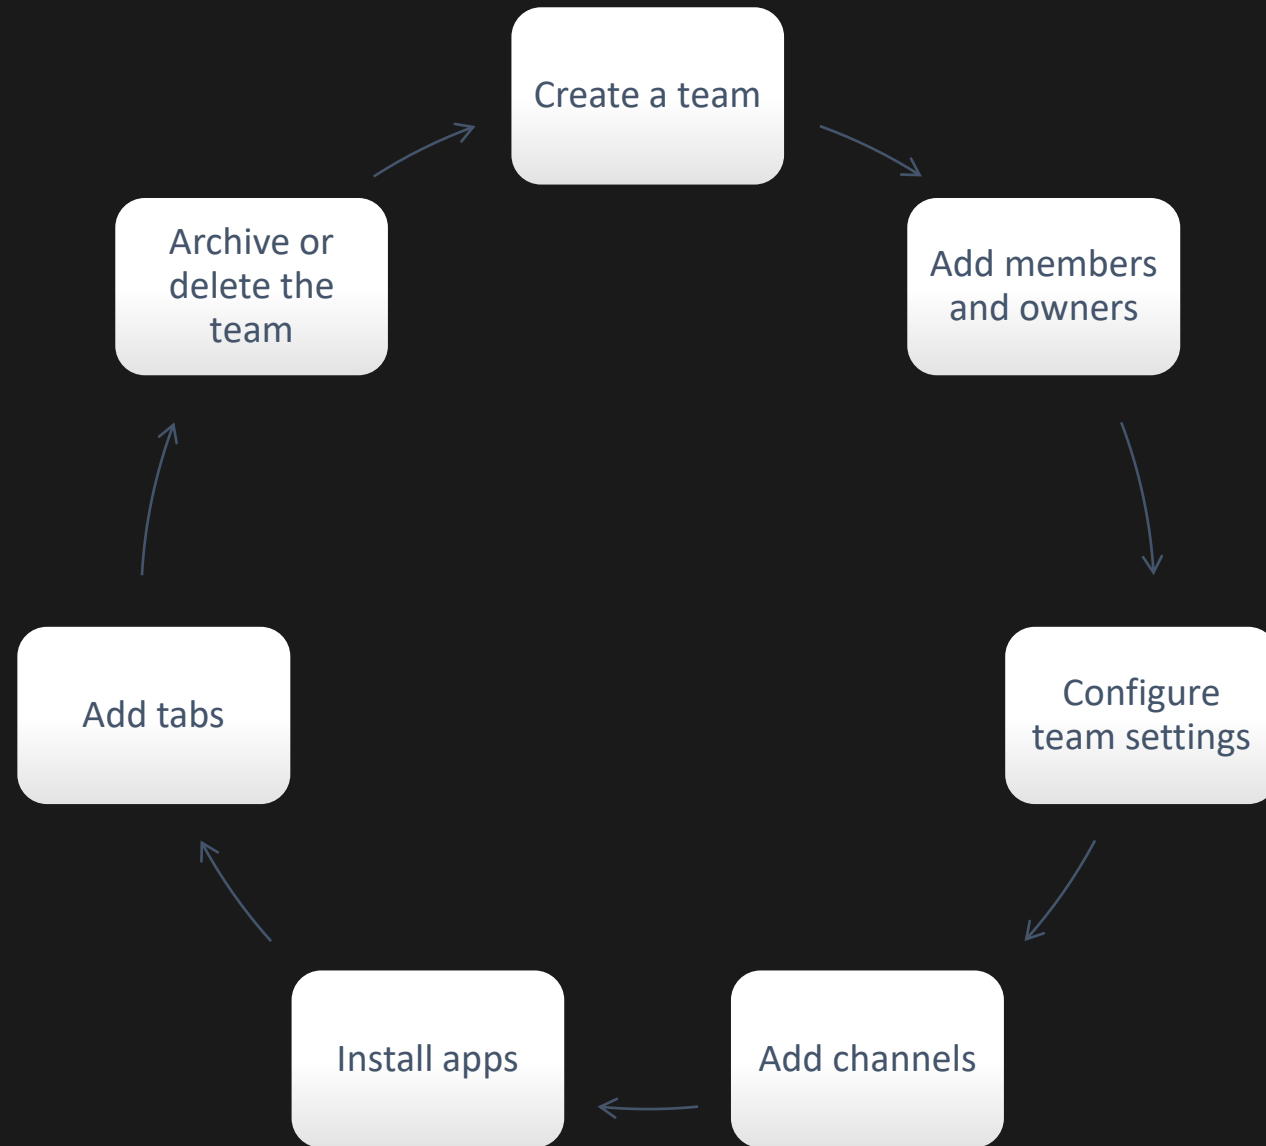 Create a team
Add members
and owners
Configure
team settings
Add channels
Install apps
Add tabs
Archive or
delete the
team